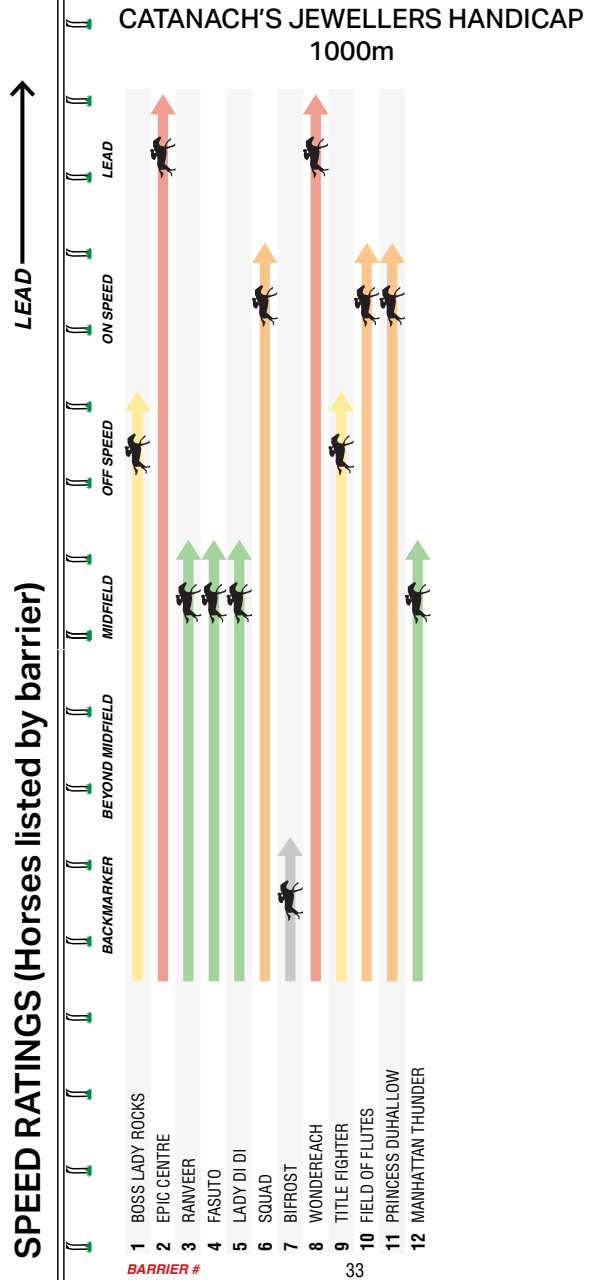 CATANACH'S JEWELLERS HANDICAP
1000m
SPEED RATINGS (Horses listed by barrier)
LEAD
LEAD
ON SPEED
OFF SPEED
MIDFIELD
BEYOND MIDFIELD
BACKMARKER
1 BOSS LADY ROCKS
2 EPIC CENTRE
3 RANVEER
4 FASUTO
5 LADY DI DI
6 SQUAD
7 BIFROST
8 WONDEREACH
9 TITLE FIGHTER
10 FIELD OF FLUTES
11 PRINCESS DUHALLOW
12 MANHATTAN THUNDER
BARRIER #
33